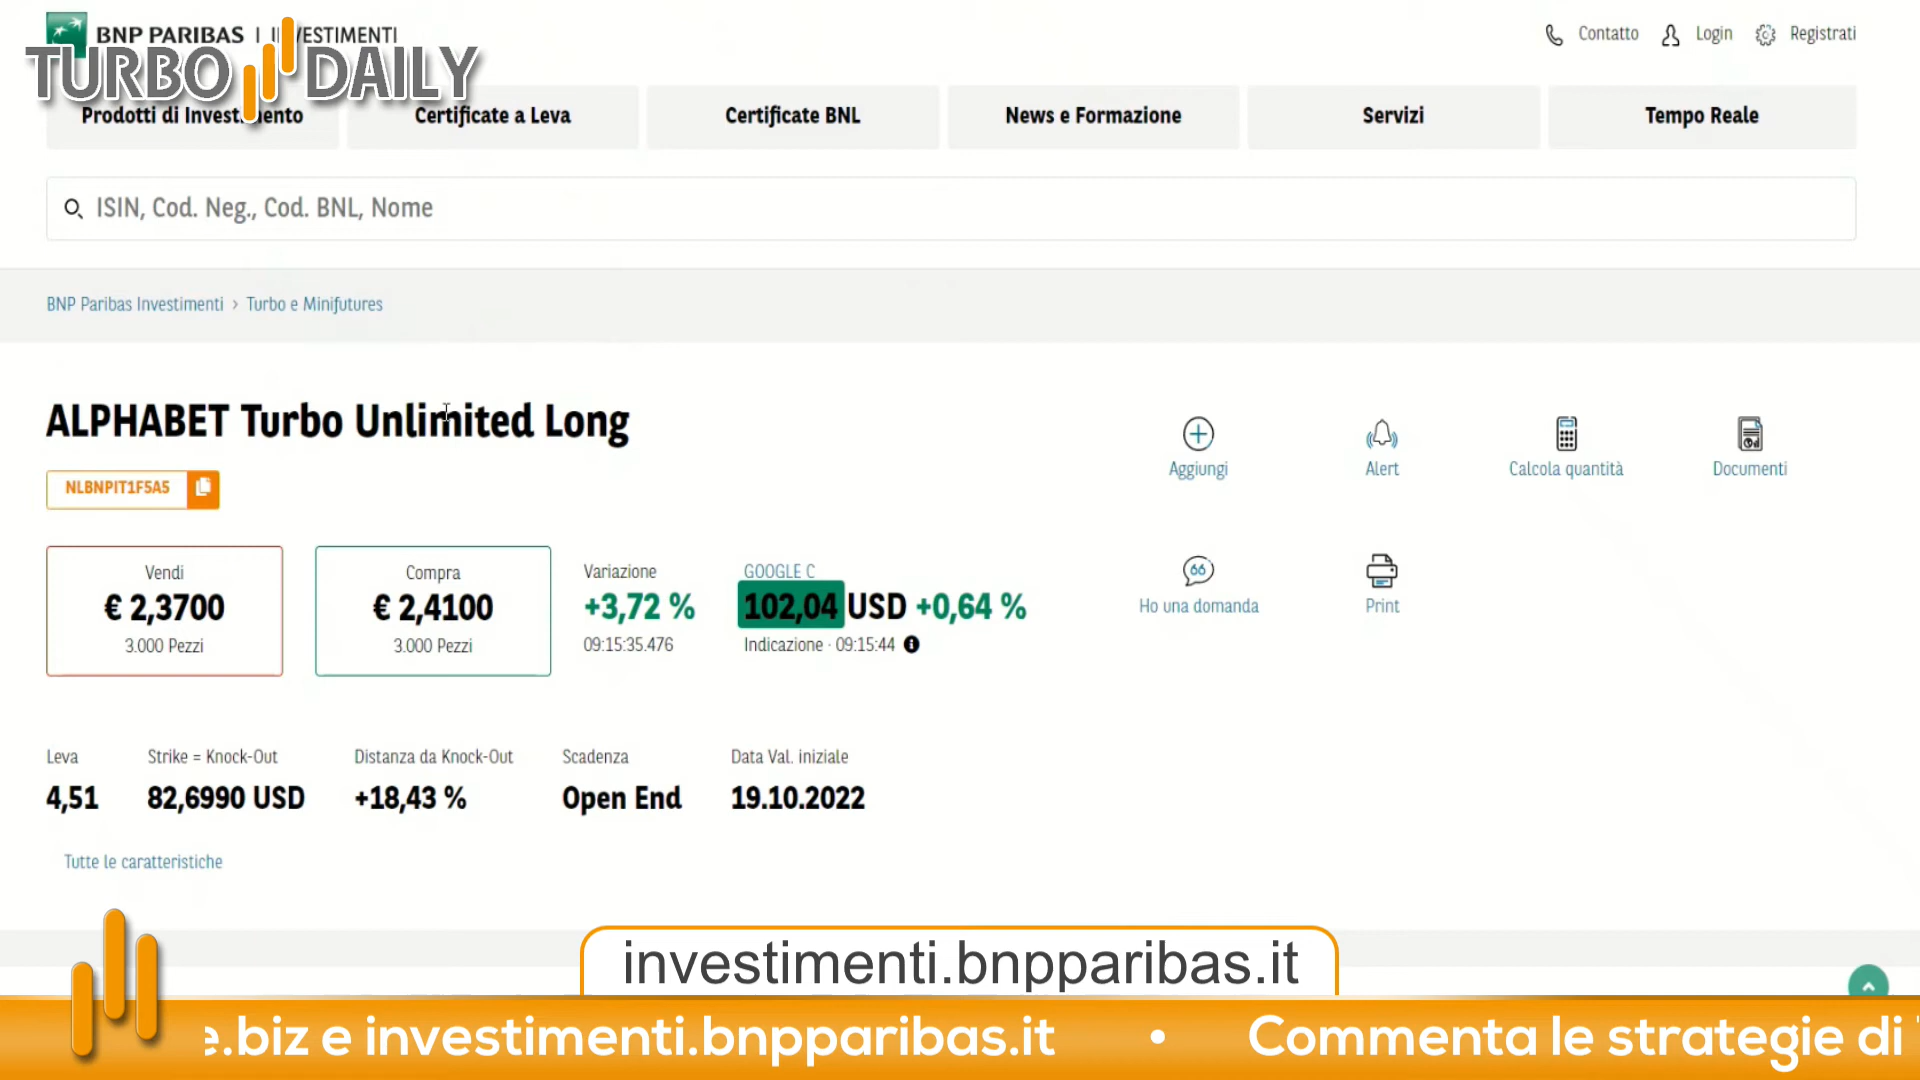 BNP PARIBAS | INVESTIMENTI
TURBO DAILY
Contatto
Login
Registrati
Prodotti di Investimento
Certificate a Leva
Certificate BNL
News e Formazione
Servizi
Tempo Reale
ISIN, Cod. Neg., Cod. BNL, Nome
BNP Paribas Investimenti › Turbo e Minifutures
ALPHABET Turbo Unlimited Long
NLBNPIT1F5A5
Aggiungi
Alert
Calcola quantità
Documenti
Ho una domanda
Print
Vendi
€ 2,3700
3.000 Pezzi
Compra
€ 2,4100
3.000 Pezzi
Variazione
+3,72 %
09:15:35.476
GOOGLE C
102,04 USD +0,64 %
Indicazione · 09:15:44
Leva
4,51
Strike = Knock-Out
82,6990 USD
Distanza da Knock-Out
+18,43 %
Scadenza
Open End
Data Val. iniziale
19.10.2022
Tutte le caratteristiche
investimenti.bnpparibas.it
e.biz e investimenti.bnpparibas.it • Commenta le strategie di